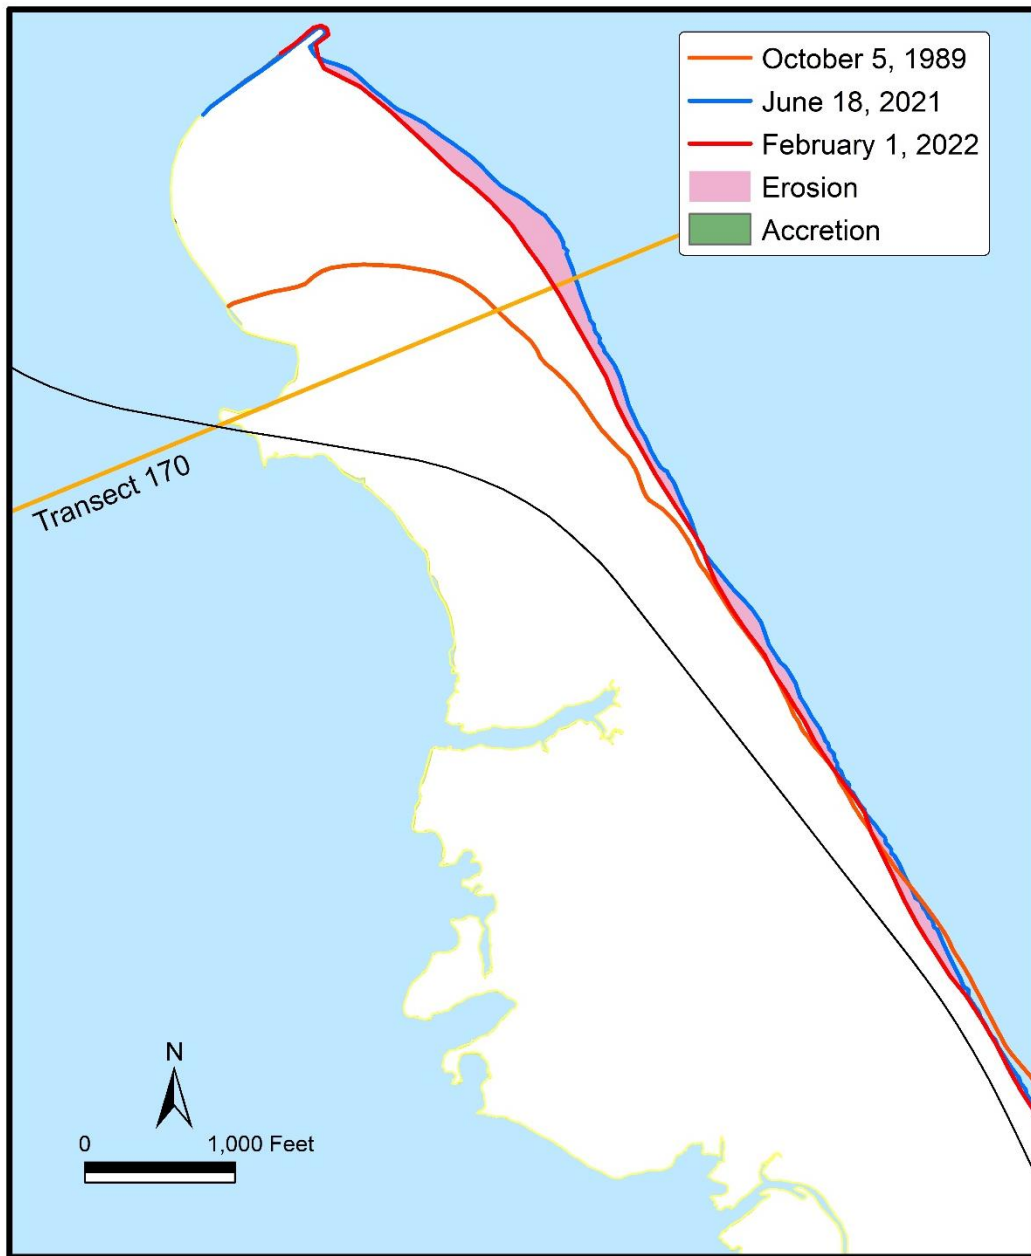 October 5, 1989
June 18, 2021
February 1, 2022
Erosion
Accretion
Transect 170
N
0 1,000 Feet